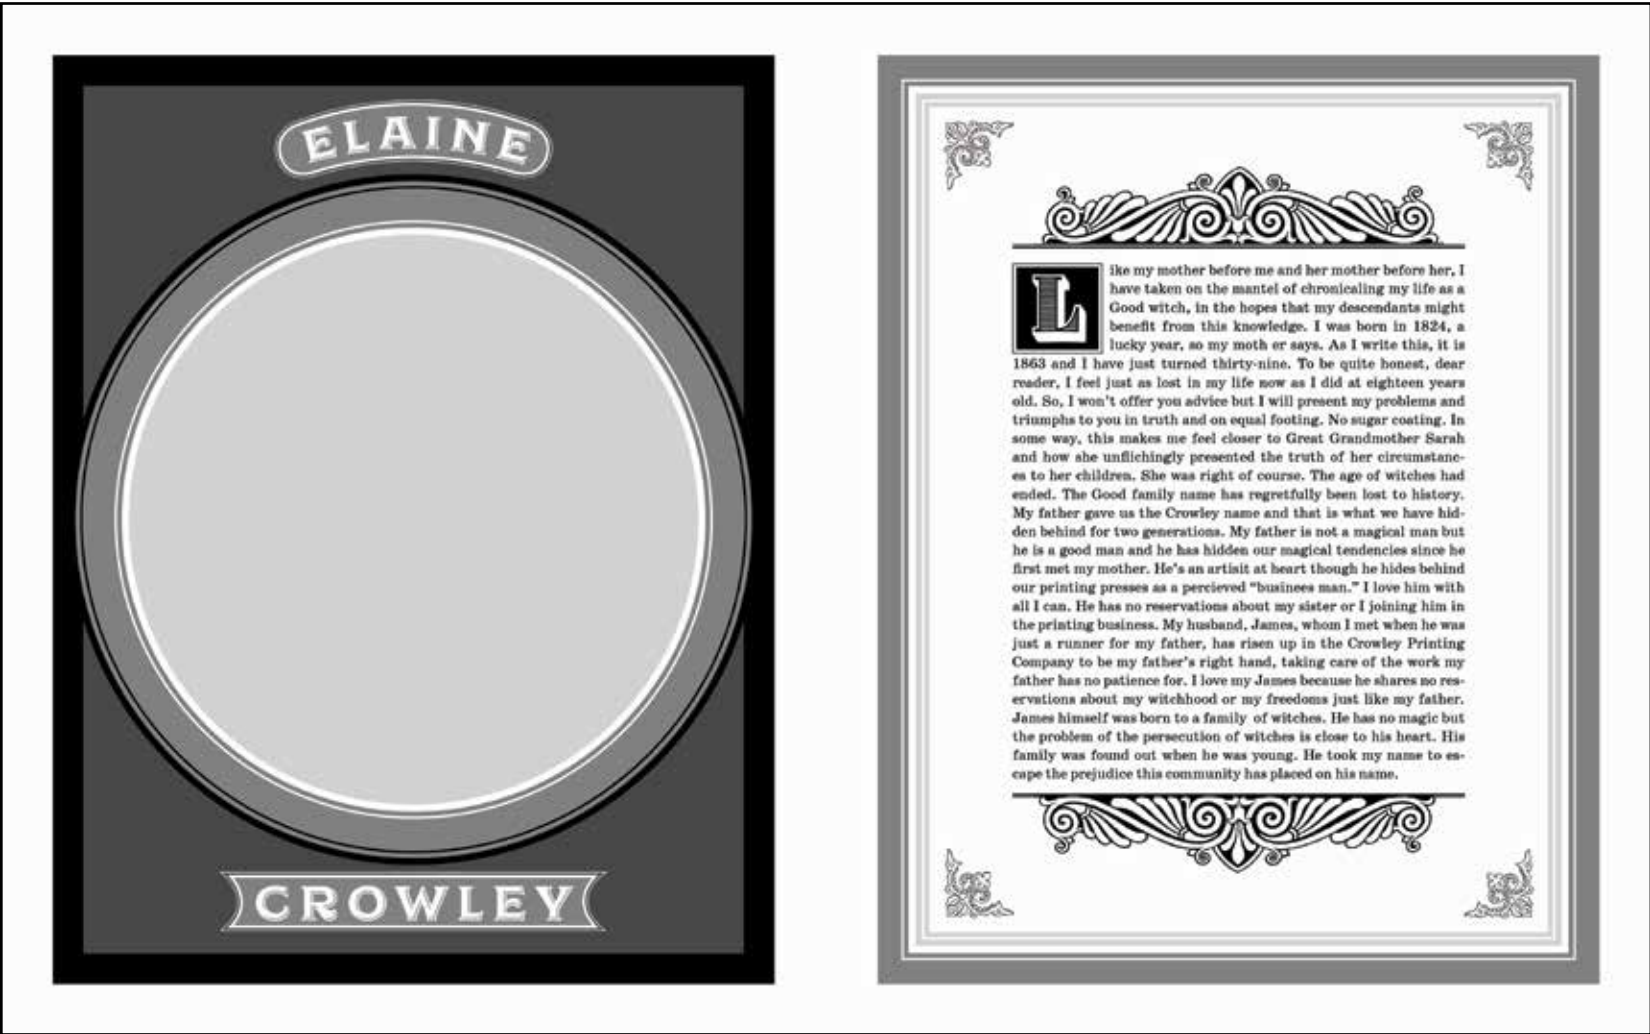 ELAINE
CROWLEY
Like my mother before me and her mother before her, I
have taken on the mantel of chronicaling my life as a
Good witch, in the hopes that my descendants might
benefit from this knowledge. I was born in 1824, a
lucky year, so my moth er says. As I write this, it is
1863 and I have just turned thirty-nine. To be quite honest, dear
reader, I feel just as lost in my life now as I did at eighteen years
old. So, I won't offer you advice but I will present my problems and
triumphs to you in truth and on equal footing. No sugar coating. In
some way, this makes me feel closer to Great Grandmother Sarah
and how she unflichingly presented the truth of her circumstanc-
es to her children. She was right of course. The age of witches had
ended. The Good family name has regretfully been lost to history.
My father gave us the Crowley name and that is what we have hid-
den behind for two generations. My father is not a magical man but
he is a good man and he has hidden our magical tendencies since he
first met my mother. He's an artisit at heart though he hides behind
our printing presses as a percieved "businees man." I love him with
all I can. He has no reservations about my sister or I joining him in
the printing business. My husband, James, whom I met when he was
just a runner for my father, has risen up in the Crowley Printing
Company to be my father's right hand, taking care of the work my
father has no patience for. I love my James because he shares no res-
ervations about my witchhood or my freedoms just like my father.
James himself was born to a family of witches. He has no magic but
the problem of the persecution of witches is close to his heart. His
family was found out when he was young. He took my name to es-
cape the prejudice this community has placed on his name.